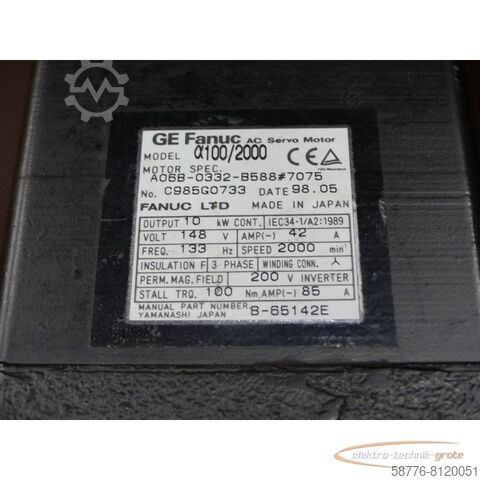 GE Fanuc AC Servo Motor
MODEL α100/2000
MOTOR SPEC.
A06B-0332-B588#7075
No. C985G0733 DATE 98.05
FANUC LTD MADE IN JAPAN
OUTPUT 10 kW CONT. IEC34-1/A2:1989
VOLT 148 V AMP(~) 42 A
FREQ. 133 Hz SPEED 2000 min⁻¹
INSULATION F 3 PHASE WINDING CONN. 人
PERM. MAG. FIELD 200 V INVERTER
STALL TRQ. 100 Nm, AMP(~) 85 A
MANUAL PART NUMBER B-65142E
YAMANASHI JAPAN
elektro-technik-grote
58776-8120051